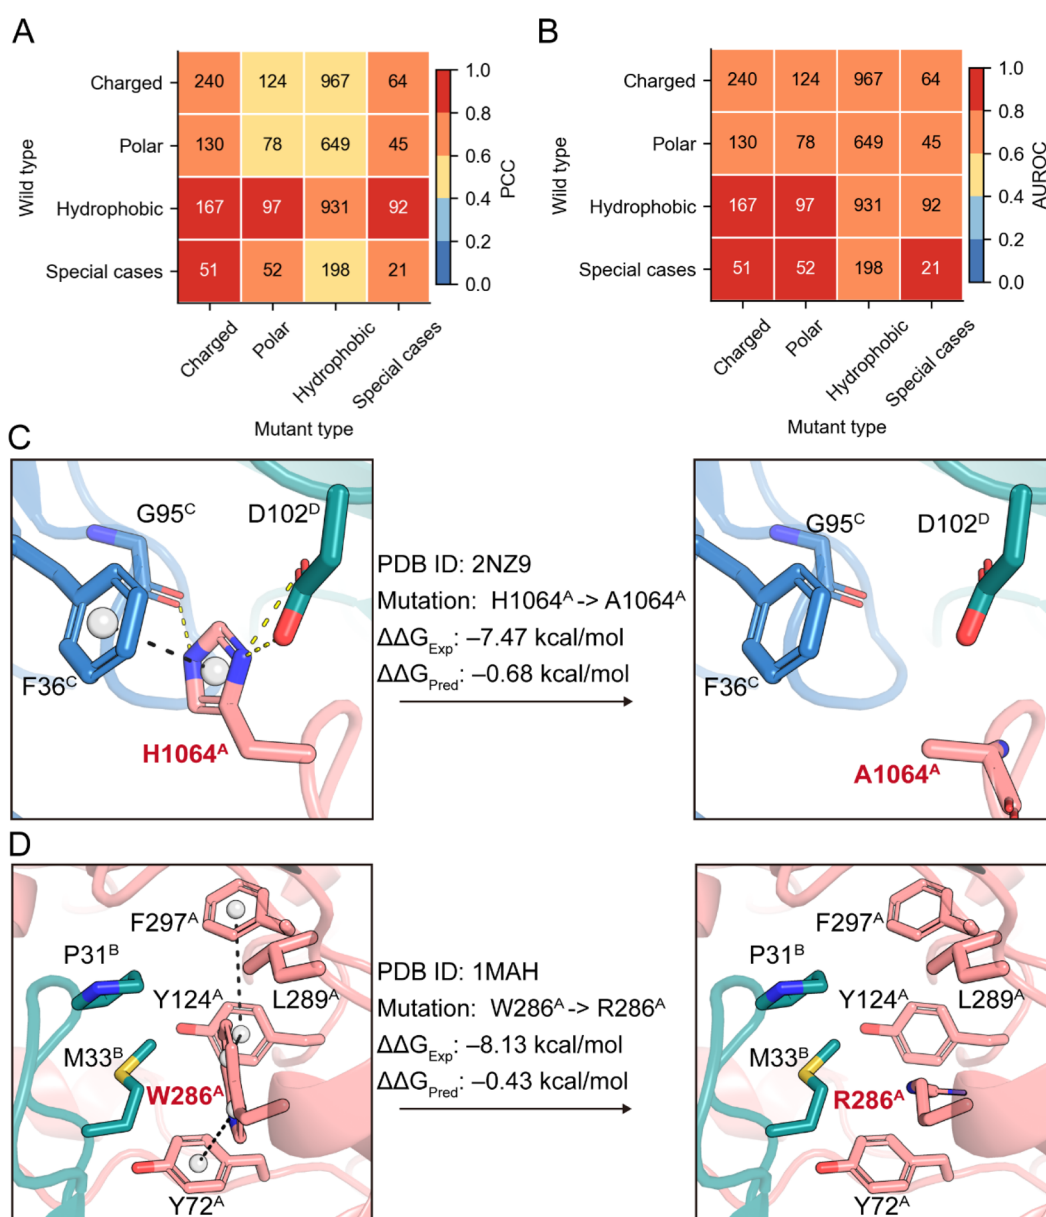 A
Wild type
Charged 240 124 967 64
Polar 130 78 649 45
Hydrophobic 167 97 931 92
Special cases 51 52 198 21
Charged Polar Hydrophobic Special cases
Mutant type
1.0
0.8
0.6
0.4
0.2
0.0
PCC
B
Wild type
Charged 240 124 967 64
Polar 130 78 649 45
Hydrophobic 167 97 931 92
Special cases 51 52 198 21
Charged Polar Hydrophobic Special cases
Mutant type
1.0
0.8
0.6
0.4
0.2
0.0
AUROC
C
G95ᶜ
D102ᴰ
F36ᶜ
H1064ᴬ
PDB ID: 2NZ9
Mutation: H1064ᴬ-> A1064ᴬ
ΔΔG_Exp: –7.47 kcal/mol
ΔΔG_Pred: –0.68 kcal/mol
G95ᶜ
D102ᴰ
F36ᶜ
A1064ᴬ
D
F297ᴬ
P31ᴮ
L289ᴬ
Y124ᴬ
M33ᴮ
W286ᴬ
Y72ᴬ
PDB ID: 1MAH
Mutation: W286ᴬ-> R286ᴬ
ΔΔG_Exp: –8.13 kcal/mol
ΔΔG_Pred: –0.43 kcal/mol
F297ᴬ
P31ᴮ
L289ᴬ
Y124ᴬ
M33ᴮ
R286ᴬ
Y72ᴬ